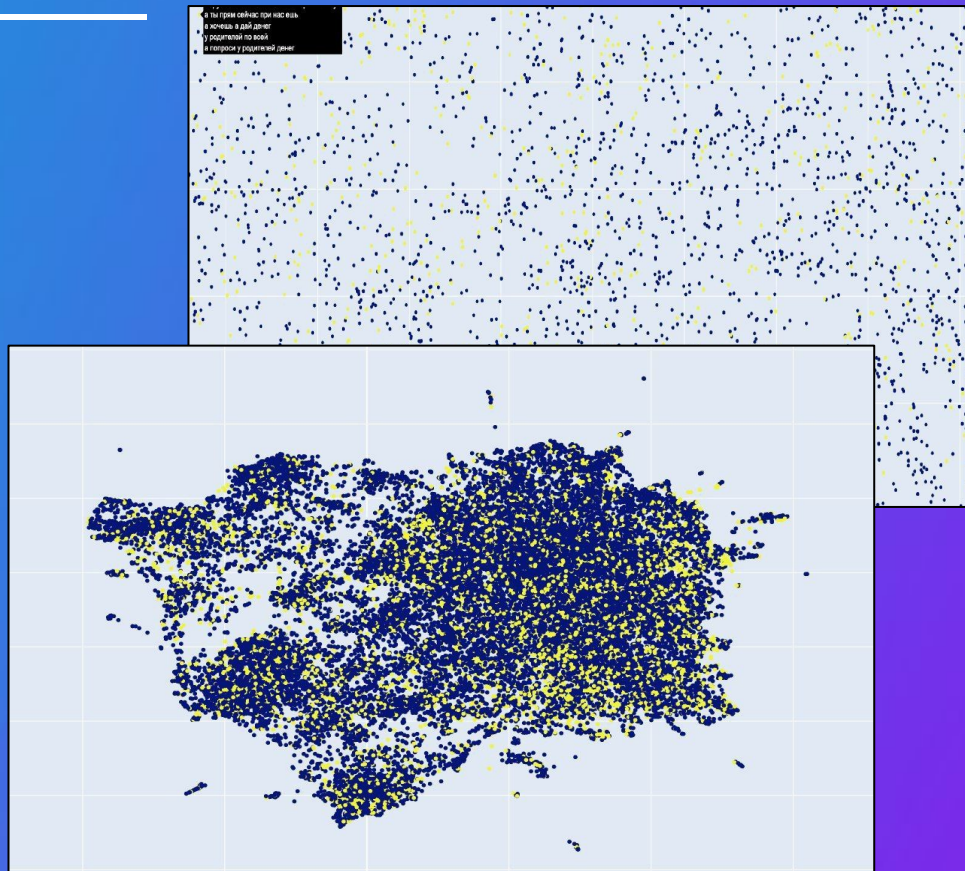 а ты прям сейчас при нас ешь
а хочешь а дай денег
у родителей по всей
а попроси у родителей денег